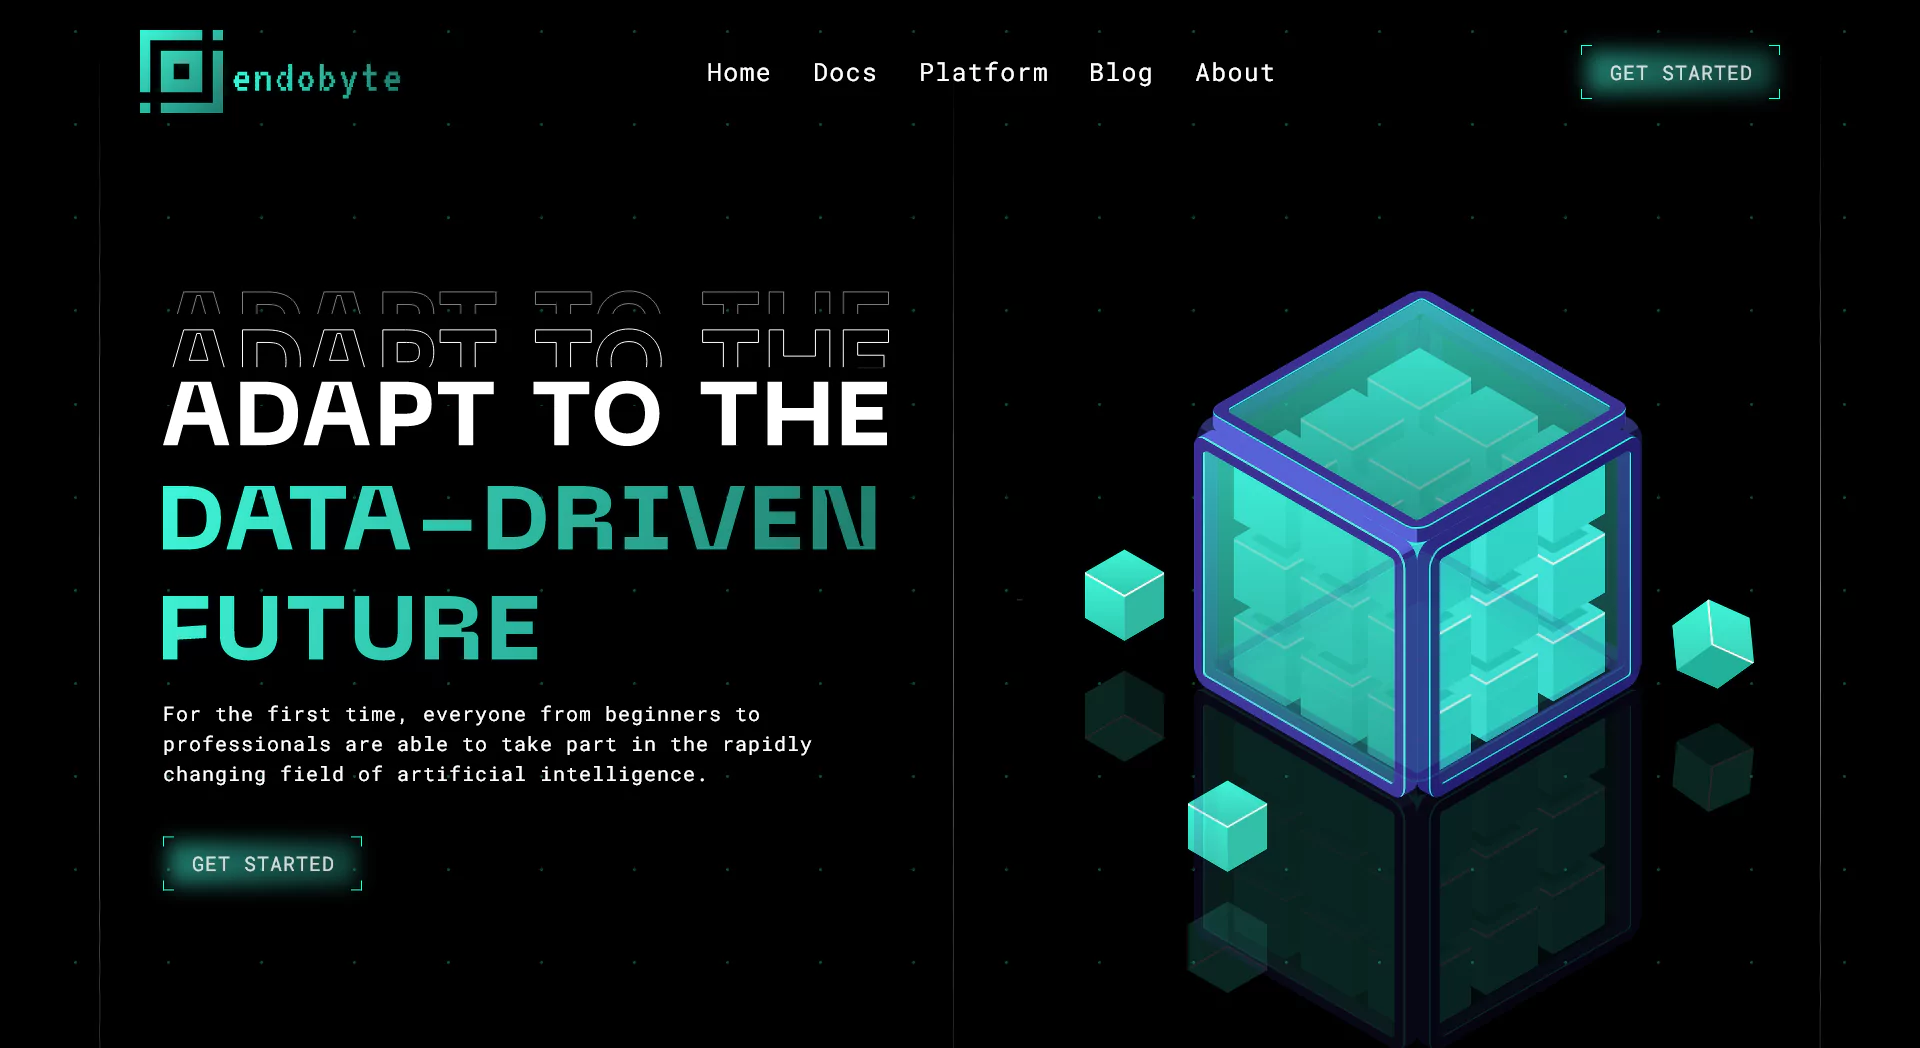 endobyte
Home Docs Platform Blog About
GET STARTED
ADAPT TO THE
ADAPT TO THE
ADAPT TO THE
DATA-DRIVEN
FUTURE
For the first time, everyone from beginners to
professionals are able to take part in the rapidly
changing field of artificial intelligence.
GET STARTED